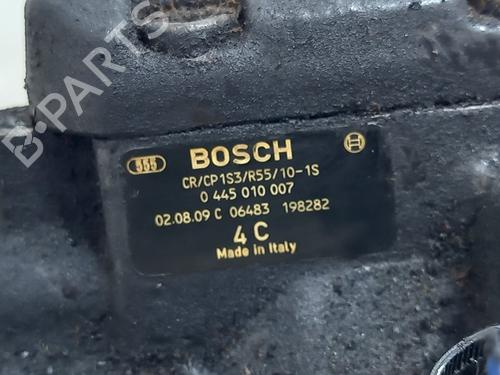 B-PARTS
555
BOSCH
CR/CP1S3/R55/10-1S
0 445 010 007
02.08.09 C 06483 198282
4 C
Made in Italy